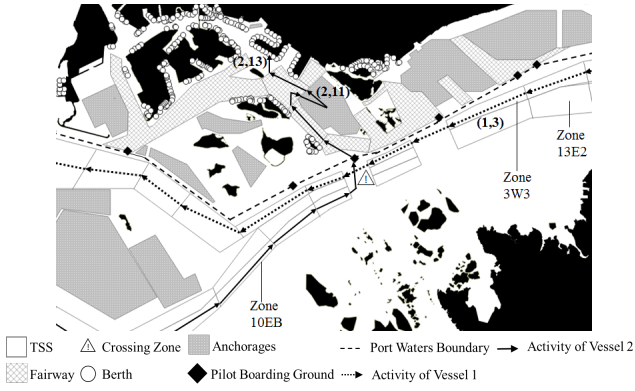 (2,13)
(2,11)
(1,3)
Zone
13E2
Zone
3W3
!
Zone
10EB
TSS
! Crossing Zone
Anchorages
Port Waters Boundary
Activity of Vessel 2
Fairway
Berth
Pilot Boarding Ground
Activity of Vessel 1